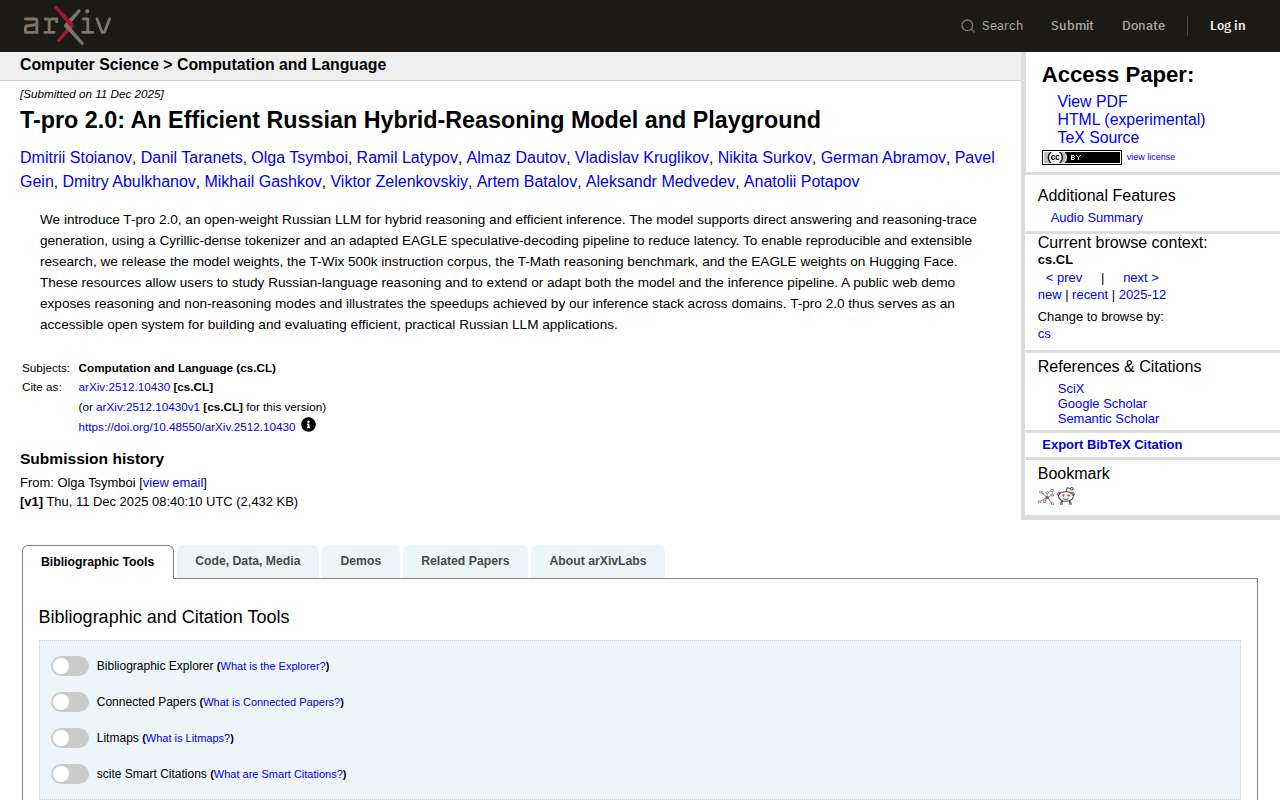 arXiv
Search Submit Donate Log in
Computer Science > Computation and Language
[Submitted on 11 Dec 2025]
T-pro 2.0: An Efficient Russian Hybrid-Reasoning Model and Playground
Dmitrii Stoianov, Danil Taranets, Olga Tsymboi, Ramil Latypov, Almaz Dautov, Vladislav Kruglikov, Nikita Surkov, German Abramov, Pavel
Gein, Dmitry Abulkhanov, Mikhail Gashkov, Viktor Zelenkovskiy, Artem Batalov, Aleksandr Medvedev, Anatolii Potapov
We introduce T-pro 2.0, an open-weight Russian LLM for hybrid reasoning and efficient inference. The model supports direct answering and reasoning-trace
generation, using a Cyrillic-dense tokenizer and an adapted EAGLE speculative-decoding pipeline to reduce latency. To enable reproducible and extensible
research, we release the model weights, the T-Wix 500k instruction corpus, the T-Math reasoning benchmark, and the EAGLE weights on Hugging Face.
These resources allow users to study Russian-language reasoning and to extend or adapt both the model and the inference pipeline. A public web demo
exposes reasoning and non-reasoning modes and illustrates the speedups achieved by our inference stack across domains. T-pro 2.0 thus serves as an
accessible open system for building and evaluating efficient, practical Russian LLM applications.
Subjects: Computation and Language (cs.CL)
Cite as: arXiv:2512.10430 [cs.CL]
(or arXiv:2512.10430v1 [cs.CL] for this version)
https://doi.org/10.48550/arXiv.2512.10430
Submission history
From: Olga Tsymboi [view email]
[v1] Thu, 11 Dec 2025 08:40:10 UTC (2,432 KB)
Access Paper:
View PDF
HTML (experimental)
TeX Source
cc BY view license
Additional Features
Audio Summary
Current browse context:
cs.CL
< prev | next >
new | recent | 2025-12
Change to browse by:
cs
References & Citations
SciX
Google Scholar
Semantic Scholar
Export BibTeX Citation
Bookmark
Bibliographic Tools Code, Data, Media Demos Related Papers About arXivLabs
Bibliographic and Citation Tools
Bibliographic Explorer (What is the Explorer?)
Connected Papers (What is Connected Papers?)
Litmaps (What is Litmaps?)
scite Smart Citations (What are Smart Citations?)